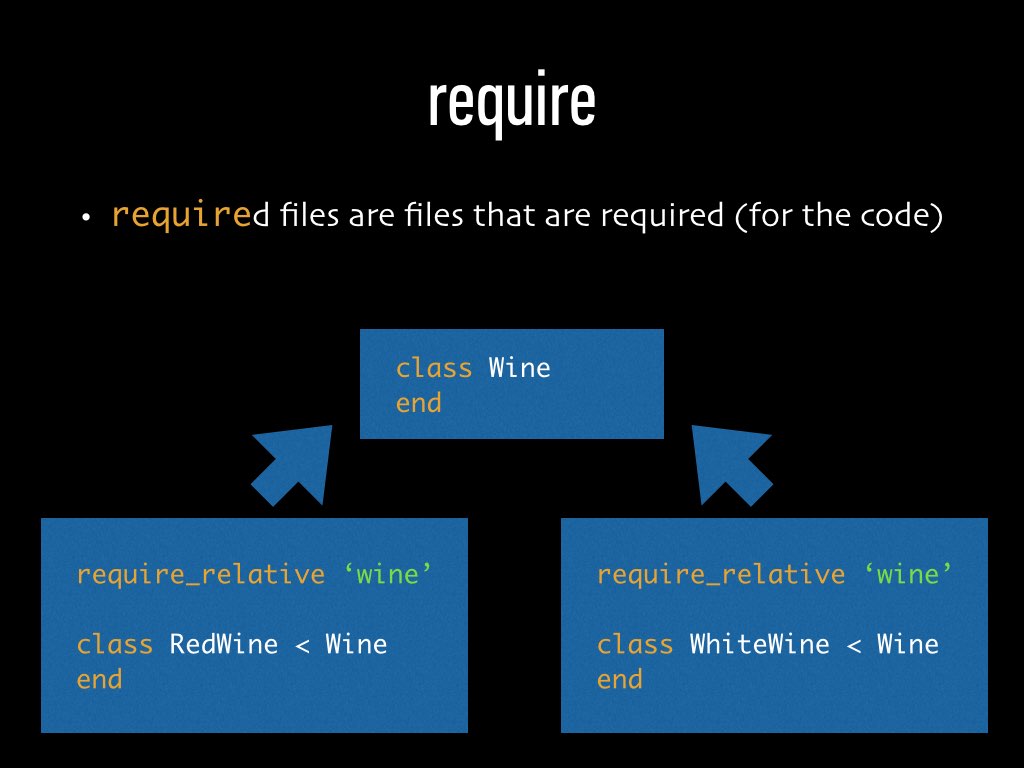 require
• required files are files that are required (for the code)
class Wine
end
require_relative ‘wine’
class RedWine < Wine
end
require_relative ‘wine’
class WhiteWine < Wine
end